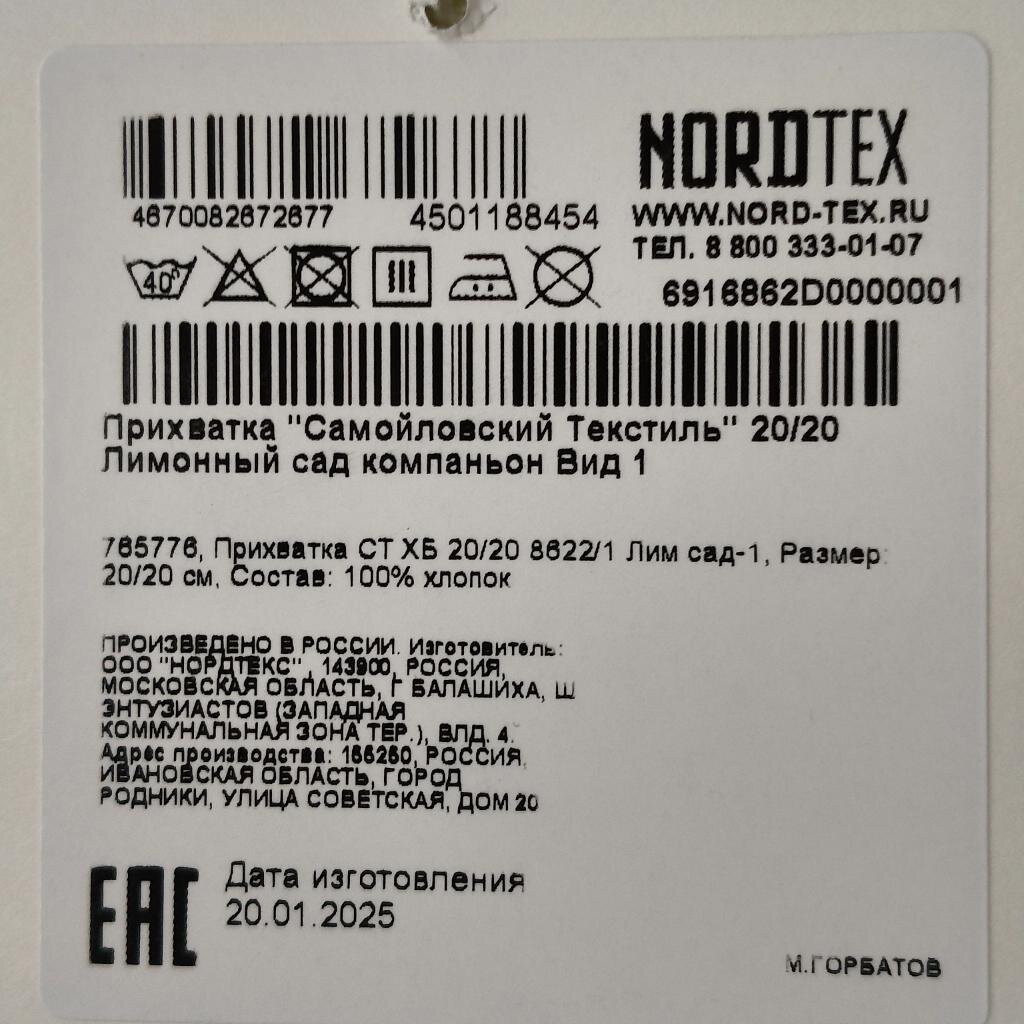 NORDTEX
4670082672677 4501188454
WWW.NORD-TEX.RU
ТЕЛ. 8 800 333-01-07
40°
6916862D0000001
Прихватка "Самойловский Текстиль" 20/20
Лимонный сад компаньон Вид 1
765776, Прихватка СТ ХБ 20/20 8622/1 Лим сад-1, Размер:
20/20 см, Состав: 100% хлопок
ПРОИЗВЕДЕНО В РОССИИ. Изготовитель:
ООО "НОРДТЕКС" , 143900, РОССИЯ,
МОСКОВСКАЯ ОБЛАСТЬ, Г БАЛАШИХА, Ш
ЭНТУЗИАСТОВ (ЗАПАДНАЯ
КОММУНАЛЬНАЯ ЗОНА ТЕР.), ВЛД. 4.
Адрес производства: 155250, РОССИЯ,
ИВАНОВСКАЯ ОБЛАСТЬ, ГОРОД
РОДНИКИ, УЛИЦА СОВЕТСКАЯ, ДОМ 20
EAC
Дата изготовления
20.01.2025
М.ГОРБАТОВ